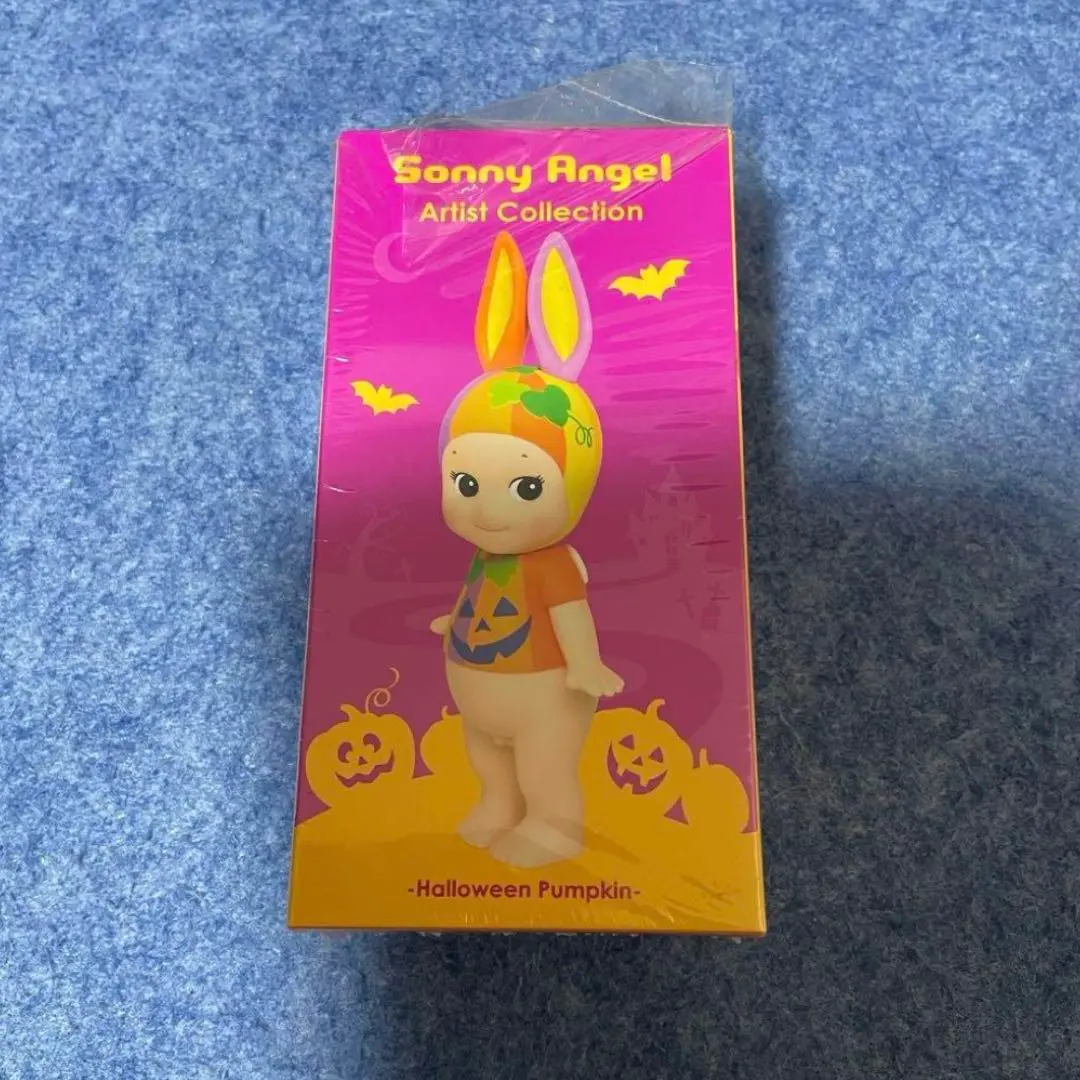 Sonny Angel
Artist Collection
-Halloween Pumpkin-